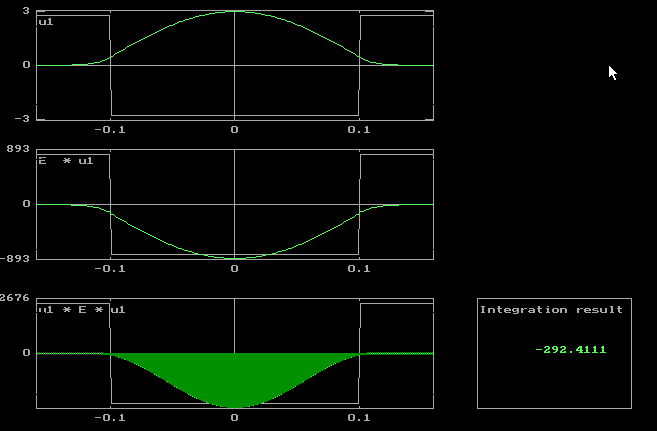 3
u1
0
-3
-0.1 0 0.1
893
E * u1
0
-893
-0.1 0 0.1
2676
u1 * E * u1
Integration result
0
-292.4111
-0.1 0 0.1